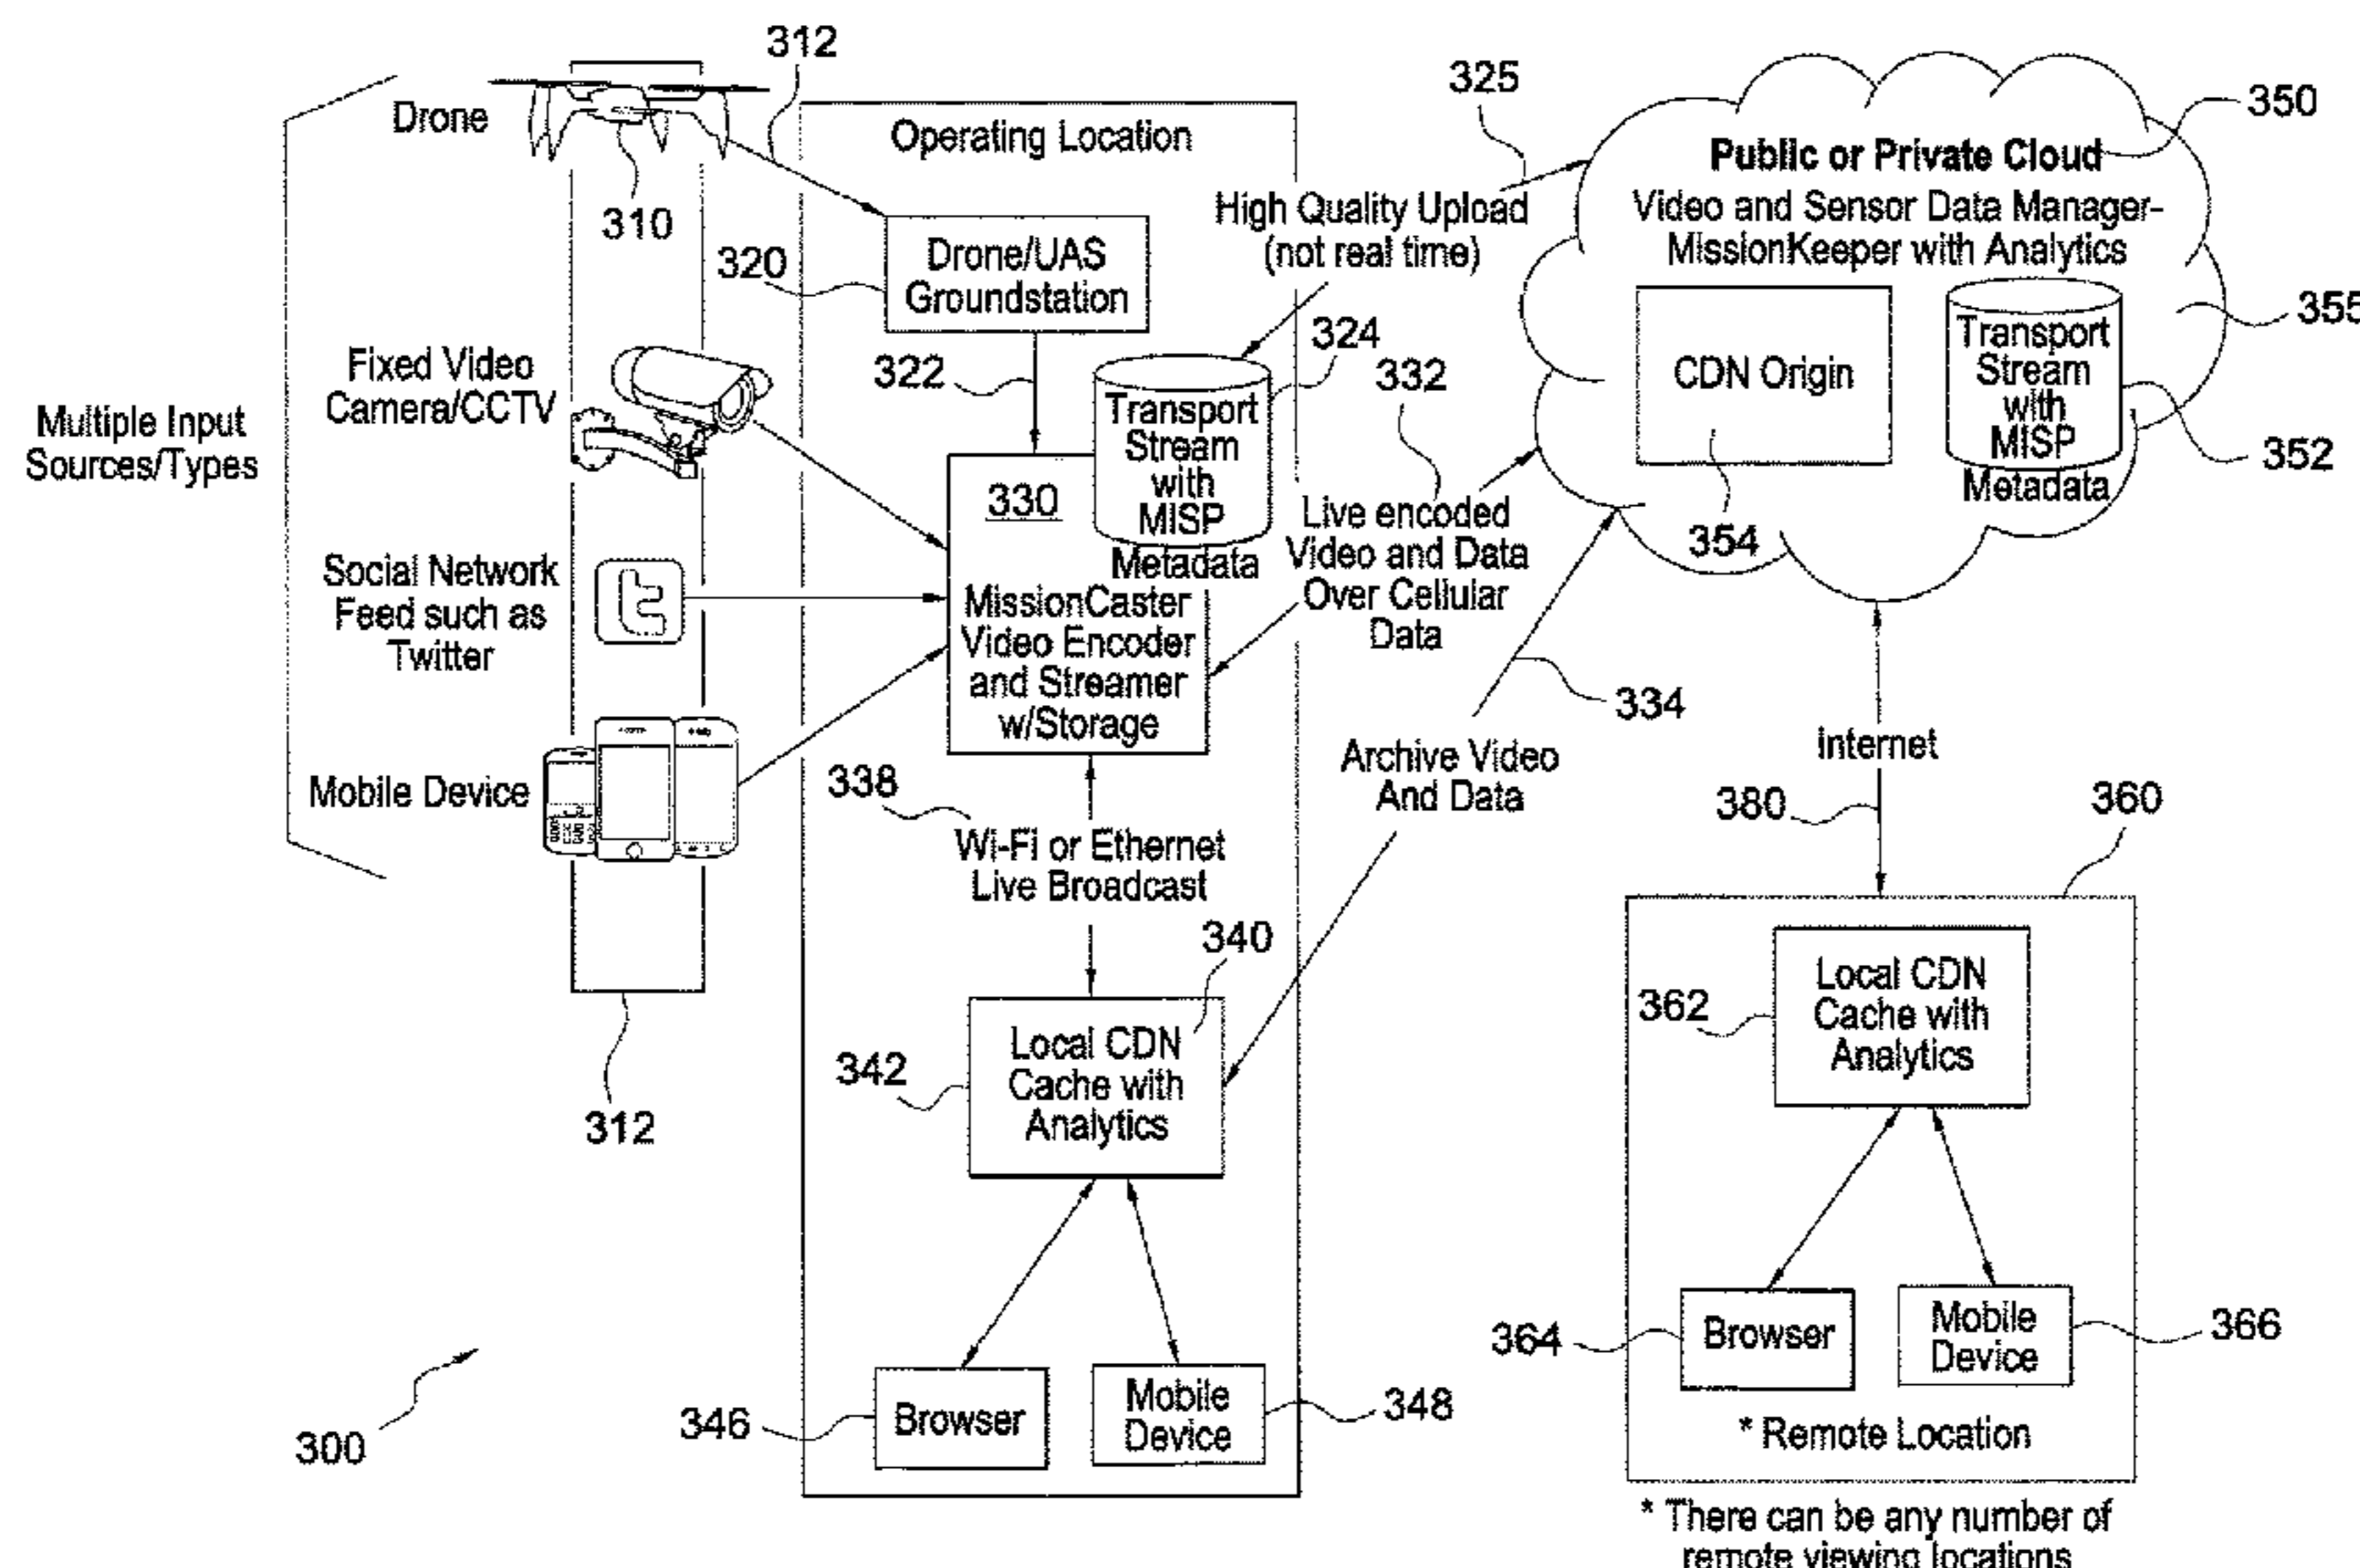 312
Drone
310
Multiple Input
Sources/Types
Fixed Video
Camera/CCTV
Social Network
Feed such as
Twitter
t
Mobile Device
312
300
Operating Location
320
Drone/UAS
Groundstation
322
324
Transport
Stream
with
MISP
Metadata
330
MissionCaster
Video Encoder
and Streamer
w/Storage
338
Wi-Fi or Ethernet
Live Broadcast
340
342
Local CDN
Cache with
Analytics
346
Browser
Mobile
Device
348
325
High Quality Upload
(not real time)
332
Live encoded
Video and Data
Over Cellular
Data
334
Archive Video
And Data
350
Public or Private Cloud
Video and Sensor Data Manager-
MissionKeeper with Analytics
355
CDN Origin
354
Transport
Stream
with
MISP
Metadata
352
Internet
380
360
362
Local CDN
Cache with
Analytics
364
Browser
Mobile
Device
366
* Remote Location
* There can be any number of
remote viewing locations